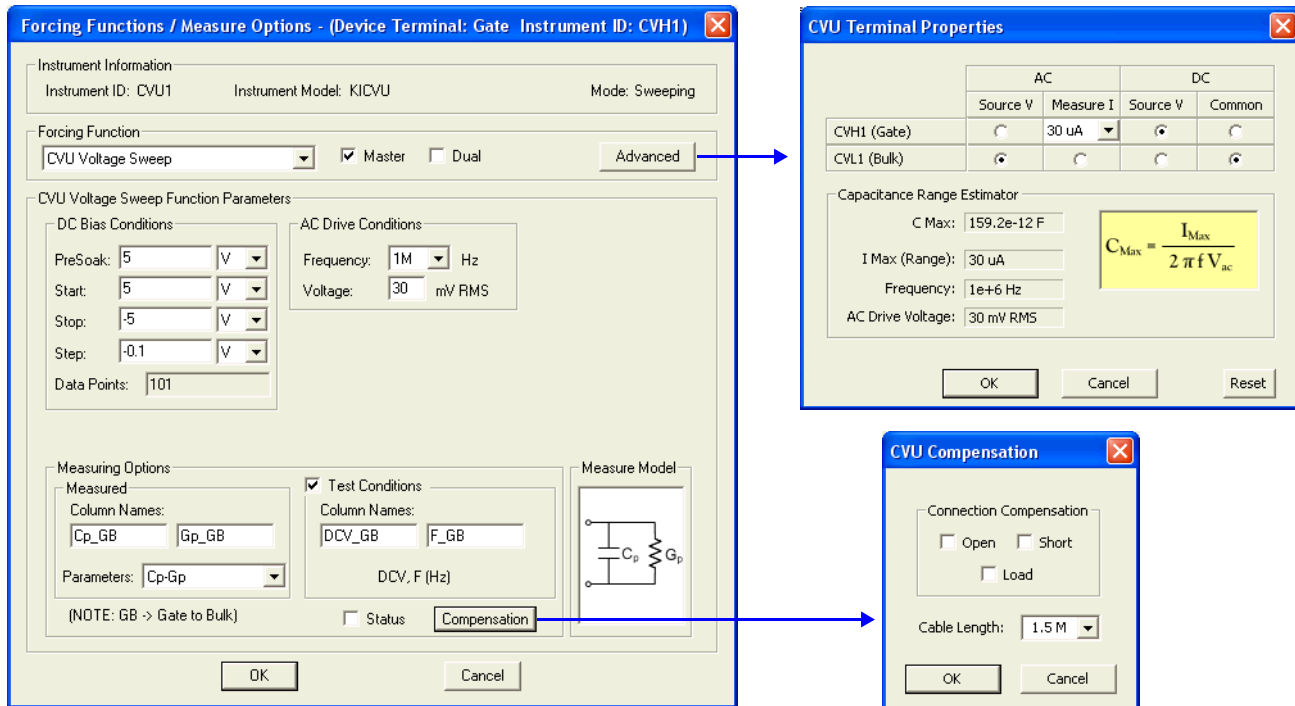 Forcing Functions / Measure Options - (Device Terminal: Gate Instrument ID: CVH1)
Instrument Information
Instrument ID: CVU1 Instrument Model: KICVU Mode: Sweeping
Forcing Function
CVU Voltage Sweep Master Dual Advanced
CVU Voltage Sweep Function Parameters
DC Bias Conditions
PreSoak: 5 V
Start: 5 V
Stop: -5 V
Step: -0.1 V
Data Points: 101
AC Drive Conditions
Frequency: 1M Hz
Voltage: 30 mV RMS
Measuring Options
Measured
Column Names:
Cp_GB Gp_GB
Parameters: Cp-Gp
(NOTE: GB -> Gate to Bulk)
Test Conditions
Column Names:
DCV_GB F_GB
DCV, F (Hz)
Status Compensation
Measure Model
Cp Gp
OK Cancel
CVU Terminal Properties
AC DC
Source V Measure I Source V Common
CVH1 (Gate) 30 uA
CVL1 (Bulk)
Capacitance Range Estimator
C Max: 159.2e-12 F
I Max (Range): 30 uA
Frequency: 1e+6 Hz
AC Drive Voltage: 30 mV RMS
CMax = IMax / 2 π f Vac
OK Cancel Reset
CVU Compensation
Connection Compensation
Open Short
Load
Cable Length: 1.5 M
OK Cancel